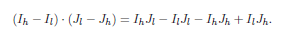 (I_h − I_l) · (J_l − J_h) = I_h J_l − I_l J_l − I_h J_h + I_l J_h.